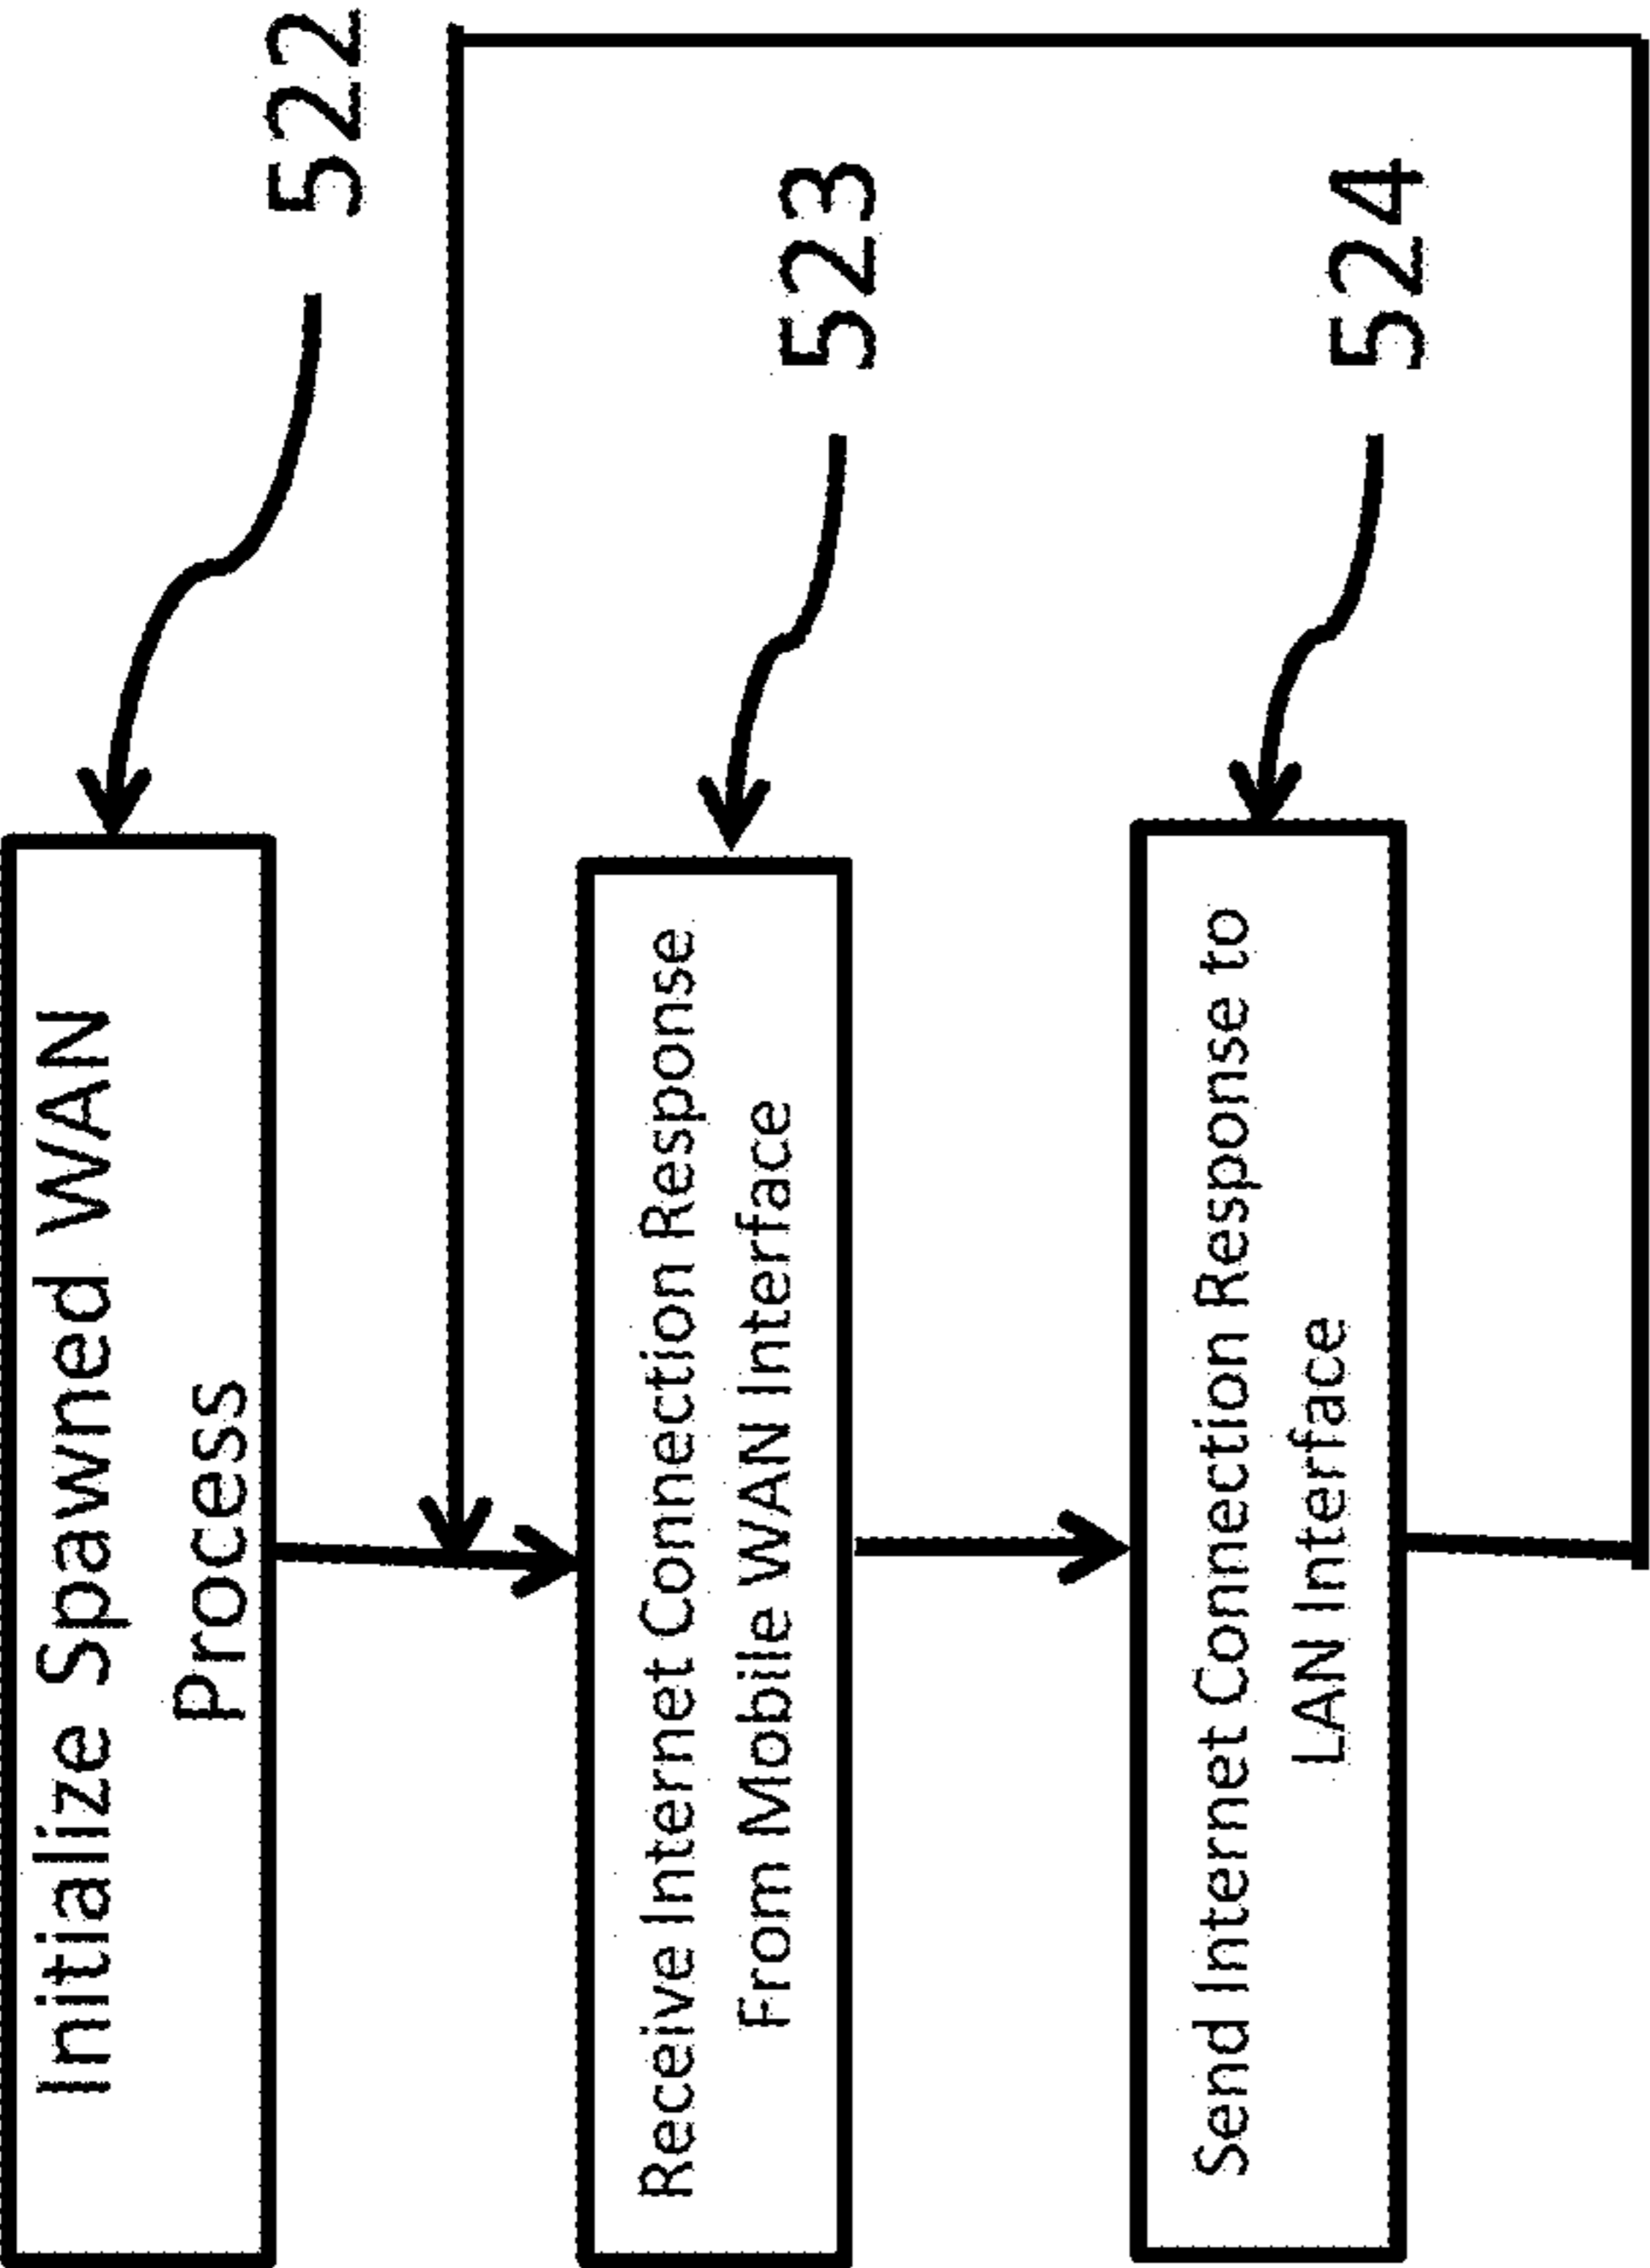 Initialize Spawned WAN
Process
522
Receive Internet Connection Response
From Mobile WAN Interface
523
Send Internet Connection Response to
LAN Interface
524